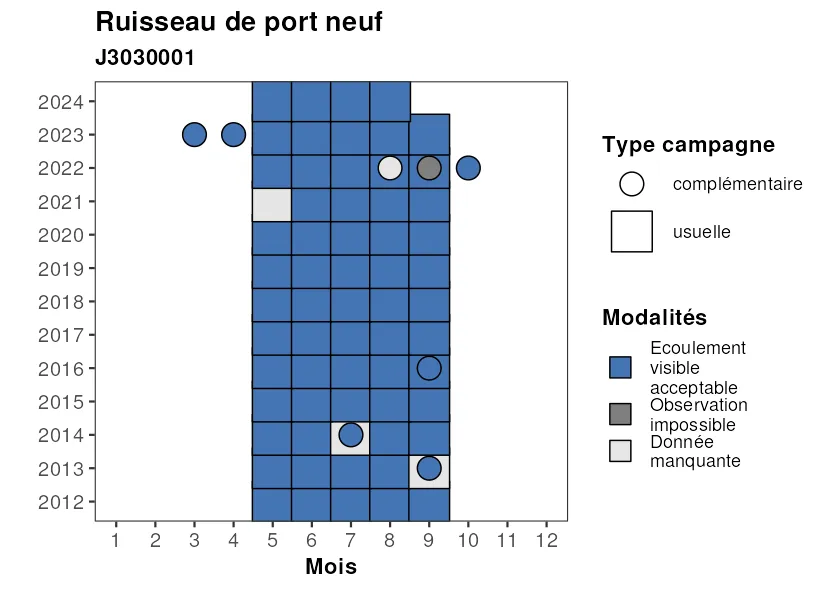 Ruisseau de port neuf
J3030001
2024
2023
2022
2021
2020
2019
2018
2017
2016
2015
2014
2013
2012
1 2 3 4 5 6 7 8 9 10 11 12
Mois
Type campagne
complémentaire
usuelle
Modalités
Ecoulement
visible
acceptable
Observation
impossible
Donnée
manquante